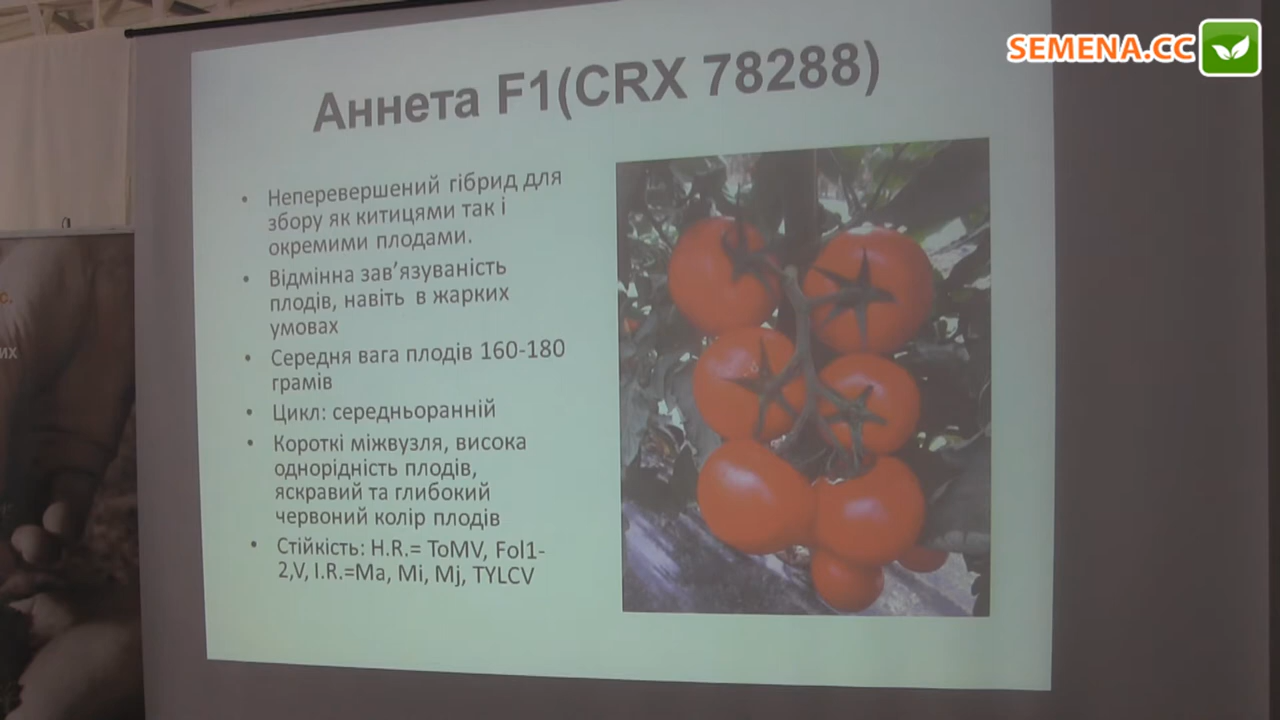 SEMENA.CC
Аннета F1(CRX 78288)
• Неперевершений гібрид для
збору як китицями так і
окремими плодами.
• Відмінна зав’язуваність
плодів, навіть в жарких
умовах
• Середня вага плодів 160-180
грамів
• Цикл: середньоранній
• Короткі міжвузля, висока
однорідність плодів,
яскравий та глибокий
червоний колір плодів
• Стійкість: H.R.= ToMV, Fol1-
2,V, I.R.=Ma, Mi, Mj, TYLCV
с.
их